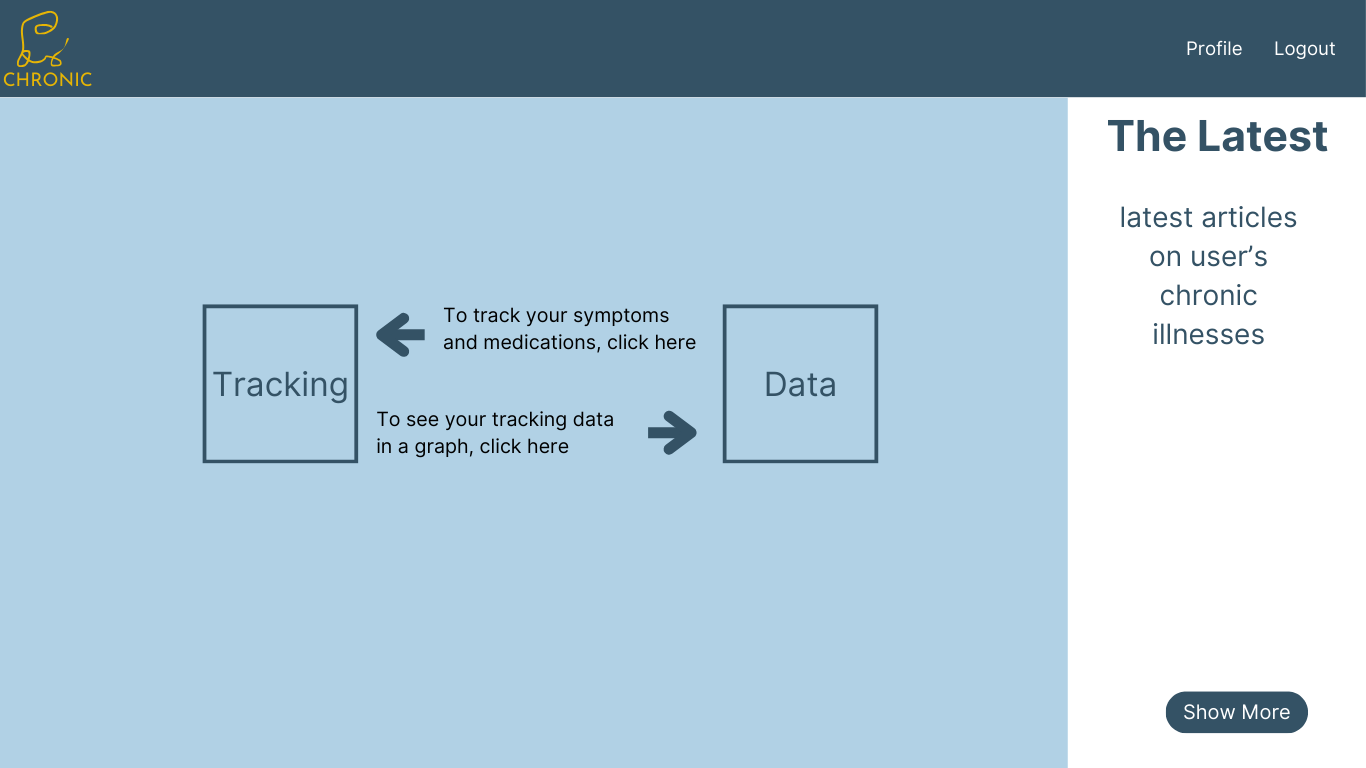 CHRONIC
Profile
Logout
The Latest
latest articles
on user’s
chronic
illnesses
To track your symptoms
and medications, click here
Tracking
Data
To see your tracking data
in a graph, click here
Show More